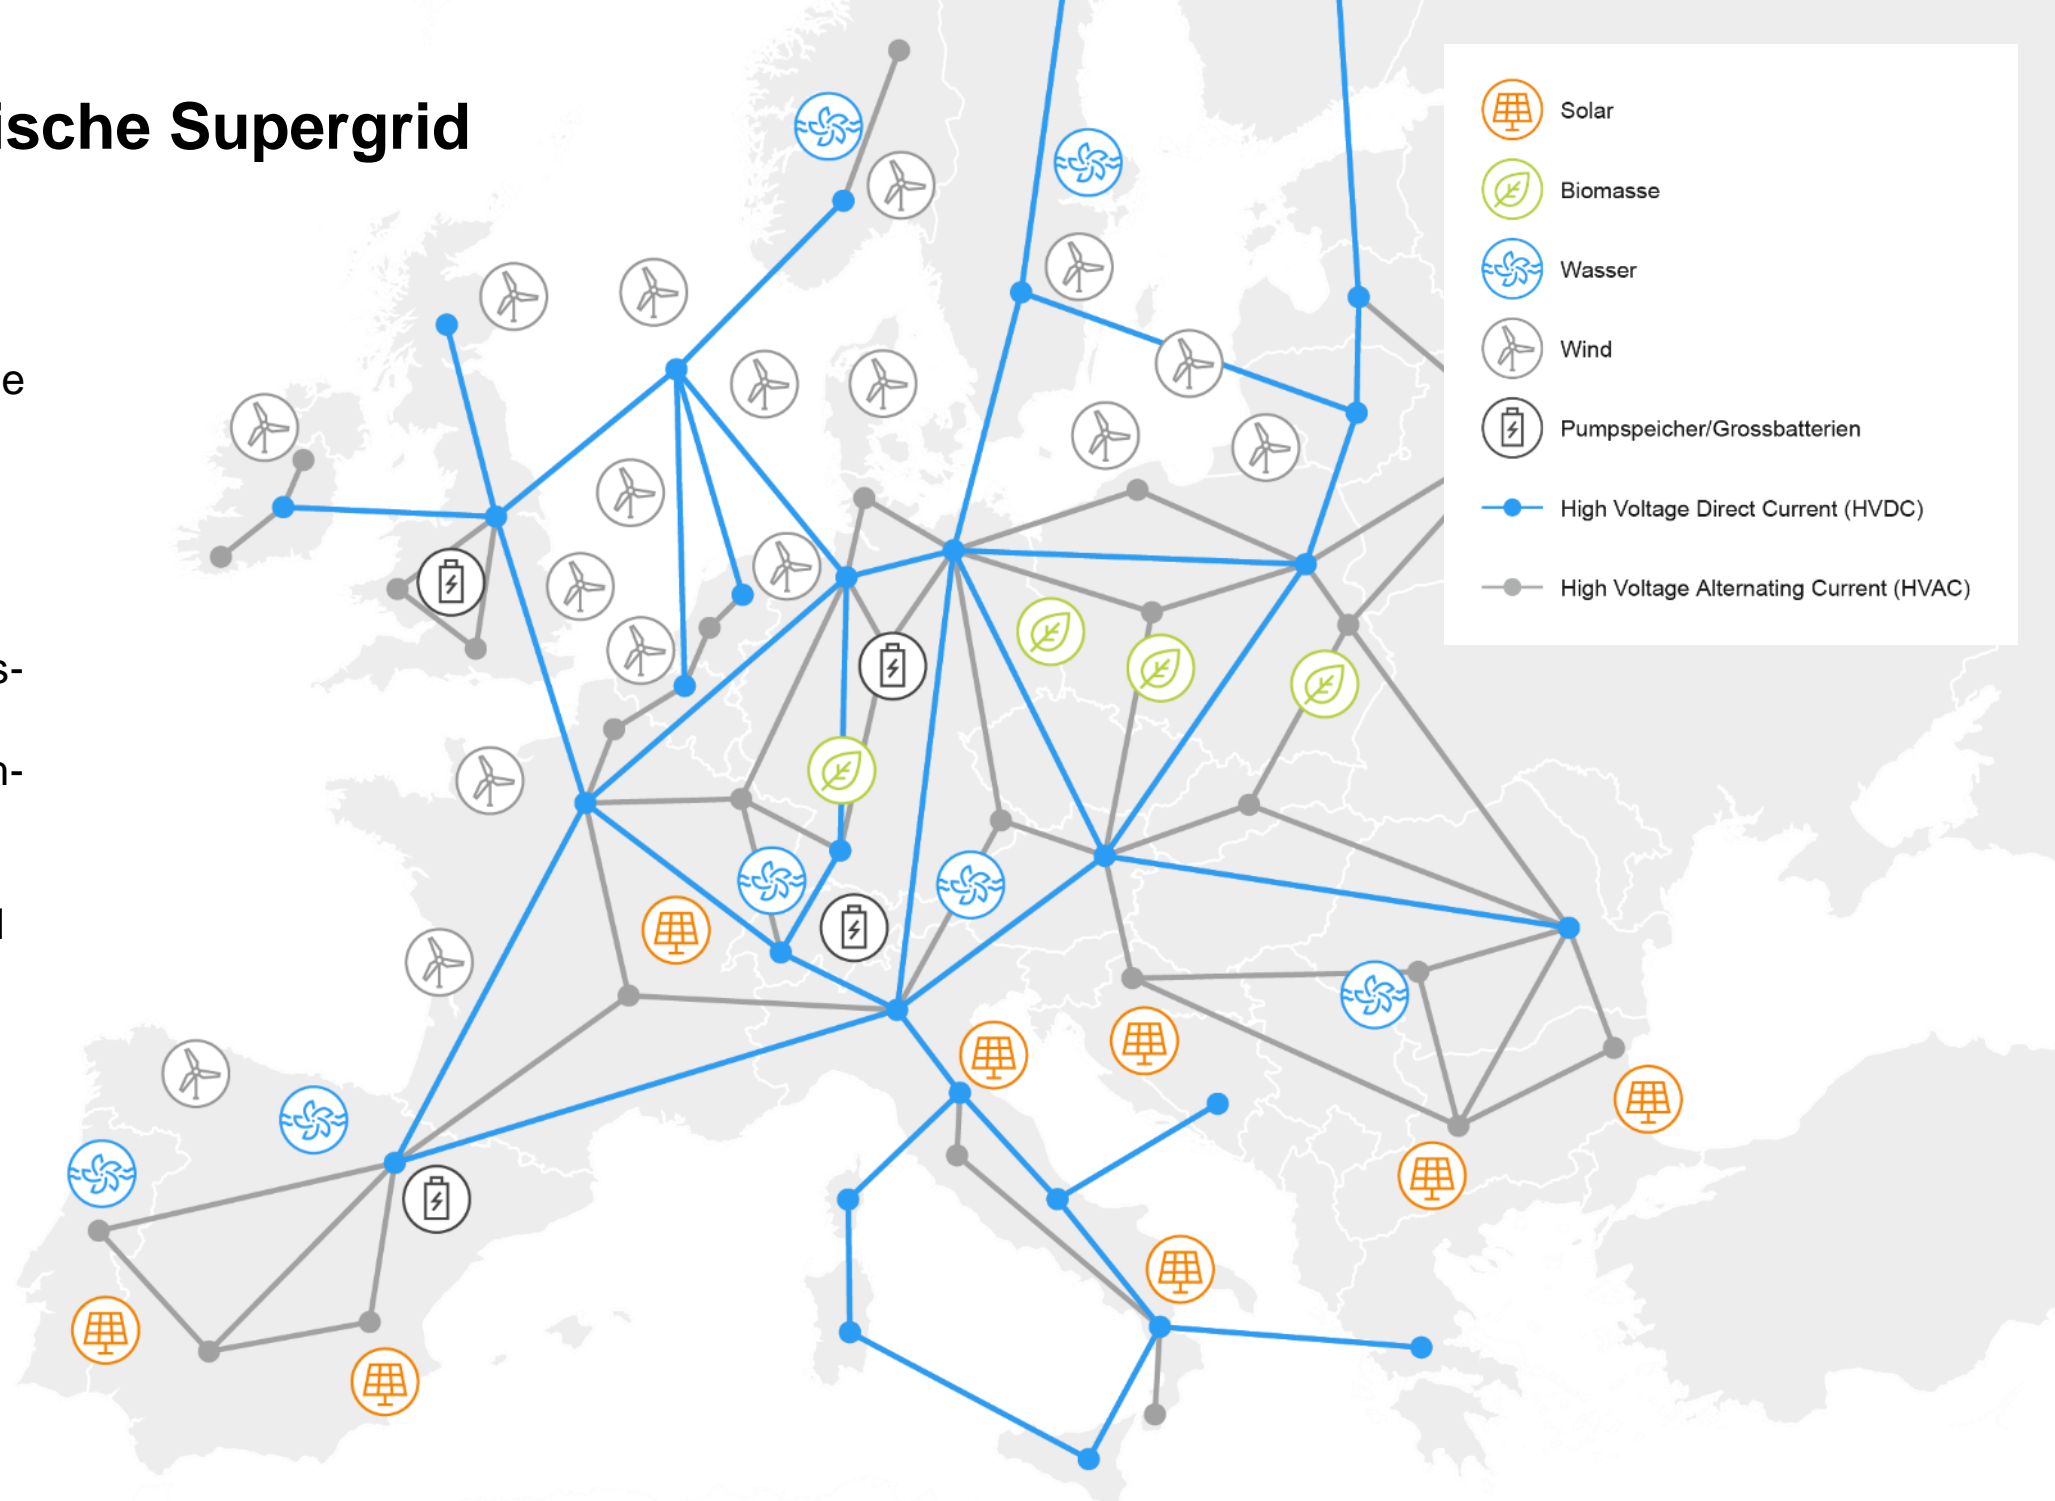 ische Supergrid
e
s-
n-
Solar
Biomasse
Wasser
Wind
Pumpspeicher/Grossbatterien
High Voltage Direct Current (HVDC)
High Voltage Alternating Current (HVAC)